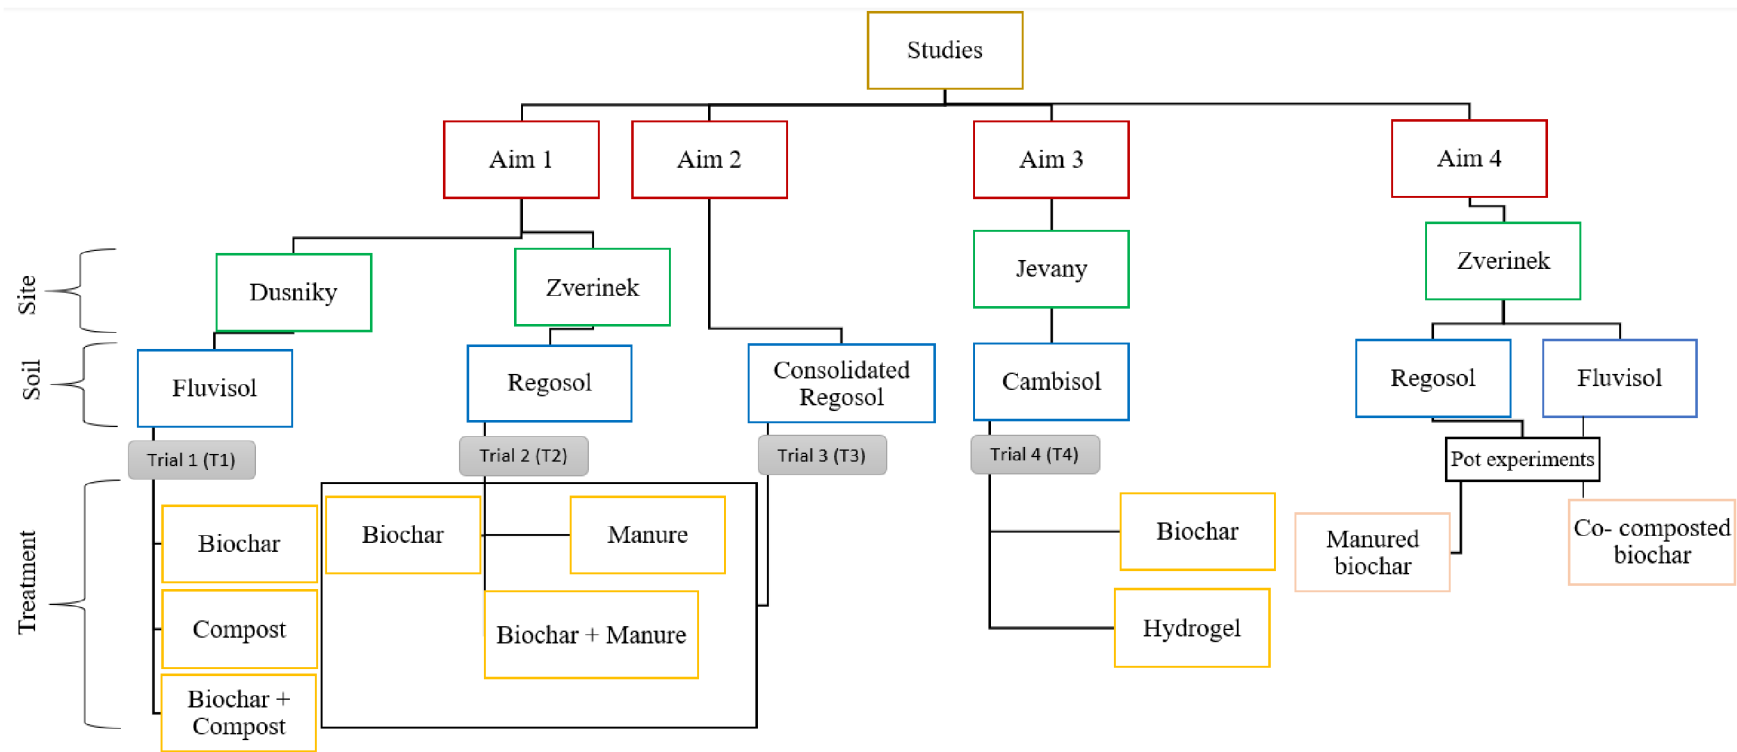 Studies
Aim 1
Aim 2
Aim 3
Aim 4
Site
Dusniky
Zverinek
Jevany
Zverinek
Soil
Fluvisol
Regosol
Consolidated
Regosol
Cambisol
Regosol
Fluvisol
Trial 1 (T1)
Trial 2 (T2)
Trial 3 (T3)
Trial 4 (T4)
Pot experiments
Treatment
Biochar
Compost
Biochar +
Compost
Biochar
Manure
Biochar + Manure
Biochar
Hydrogel
Manured
biochar
Co- composted
biochar